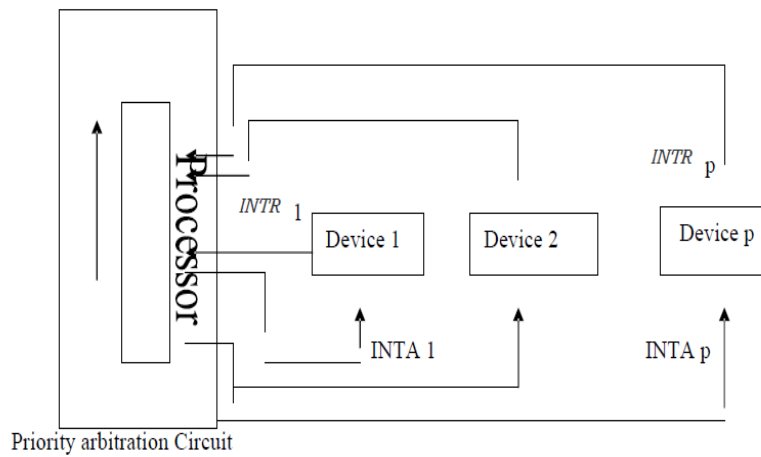 Processor
INTR p
INTR 1
Device 1
Device 2
Device p
INTA 1
INTA p
Priority arbitration Circuit